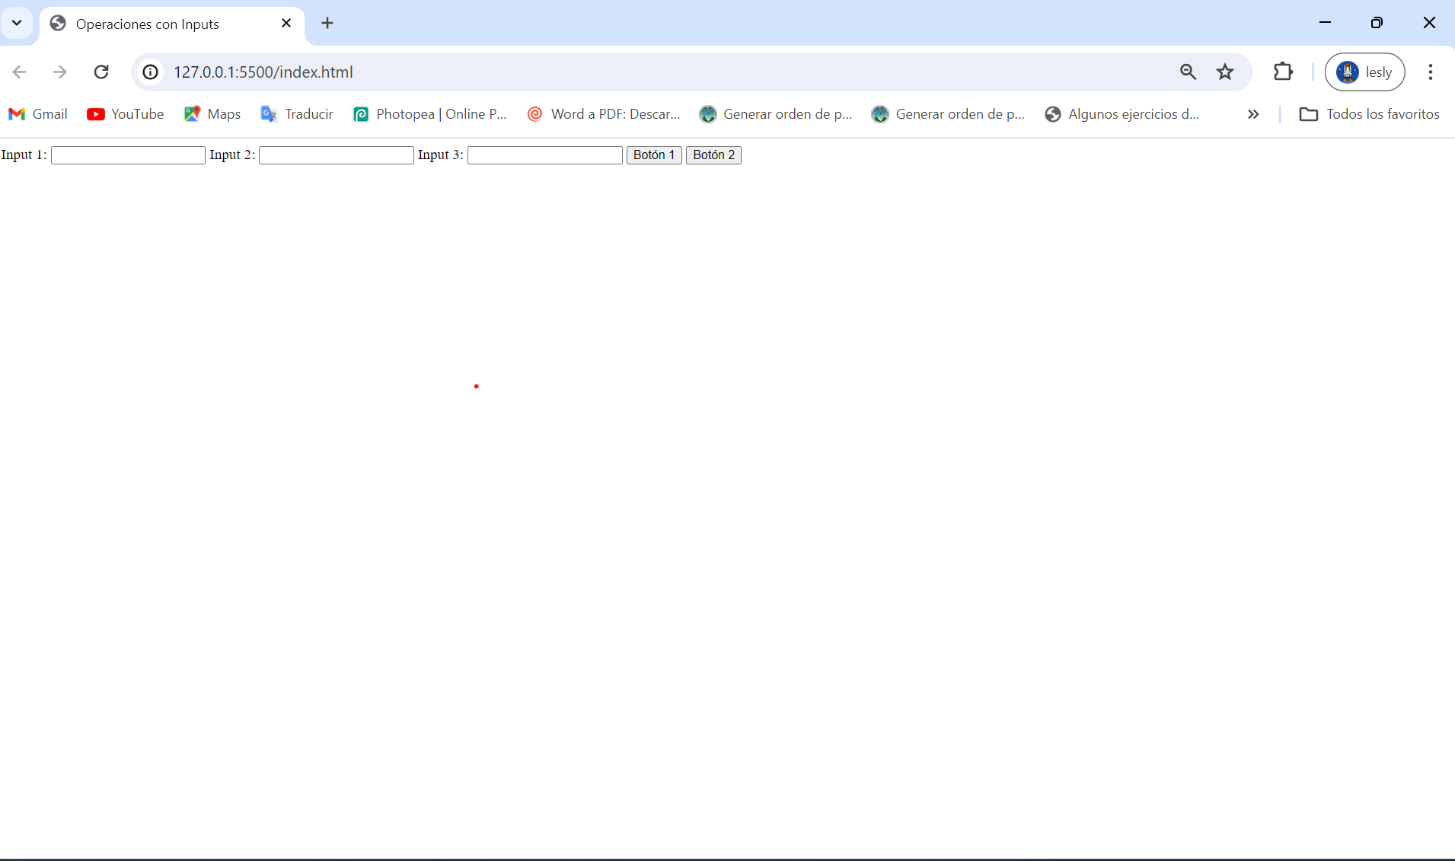 Operaciones con Inputs
127.0.0.1:5500/index.html
lesly
Gmail YouTube Maps Traducir Photopea | Online P... Word a PDF: Descar... Generar orden de p... Generar orden de p... Algunos ejercicios d... Todos los favoritos
Input 1: Input 2: Input 3: Botón 1 Botón 2